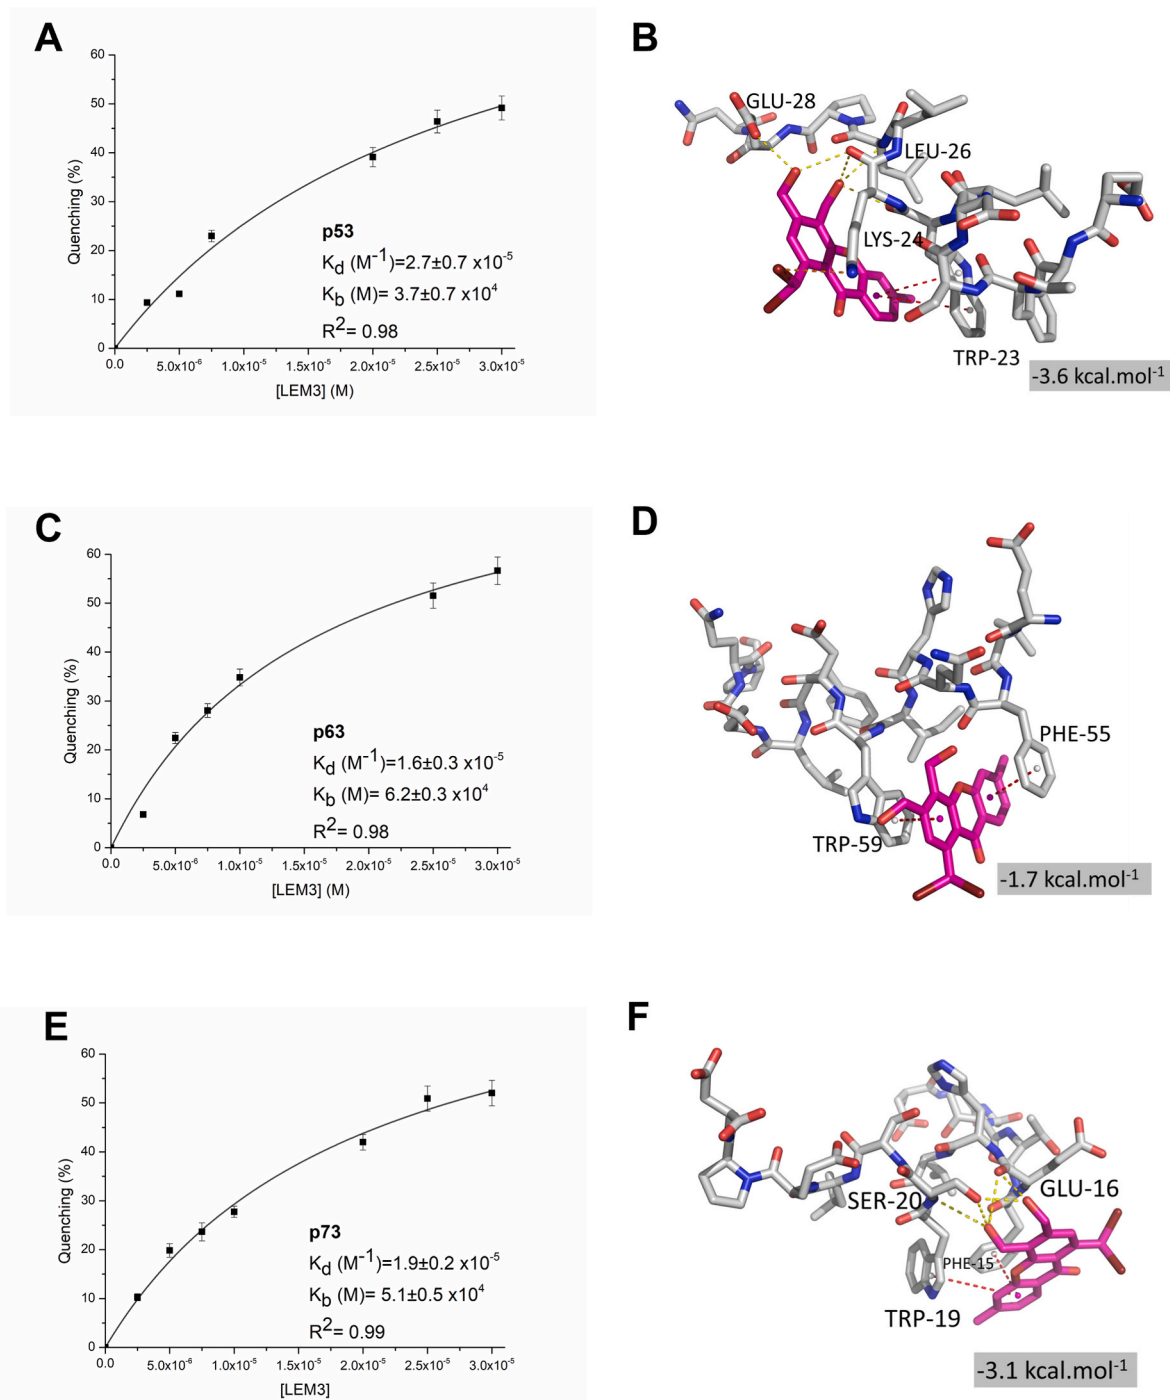 A
60
50
40
30
20
10
0
Quenching (%)
p53
K_d (M⁻¹)=2.7±0.7 x10⁻⁵
K_b (M)= 3.7±0.7 x10⁴
R²= 0.98
0.0 5.0x10⁻⁶ 1.0x10⁻⁵ 1.5x10⁻⁵ 2.0x10⁻⁵ 2.5x10⁻⁵ 3.0x10⁻⁵
[LEM3] (M)
B
GLU-28
LEU-26
LYS-24
TRP-23
-3.6 kcal.mol⁻¹
C
60
50
40
30
20
10
0
Quenching (%)
p63
K_d (M⁻¹)=1.6±0.3 x10⁻⁵
K_b (M)= 6.2±0.3 x10⁴
R²= 0.98
0.0 5.0x10⁻⁶ 1.0x10⁻⁵ 1.5x10⁻⁵ 2.0x10⁻⁵ 2.5x10⁻⁵ 3.0x10⁻⁵
[LEM3] (M)
D
PHE-55
TRP-59
-1.7 kcal.mol⁻¹
E
60
50
40
30
20
10
0
Quenching (%)
p73
K_d (M⁻¹)=1.9±0.2 x10⁻⁵
K_b (M)= 5.1±0.5 x10⁴
R²= 0.99
0.0 5.0x10⁻⁶ 1.0x10⁻⁵ 1.5x10⁻⁵ 2.0x10⁻⁵ 2.5x10⁻⁵ 3.0x10⁻⁵
[LEM3]
F
SER-20
GLU-16
PHE-15
TRP-19
-3.1 kcal.mol⁻¹